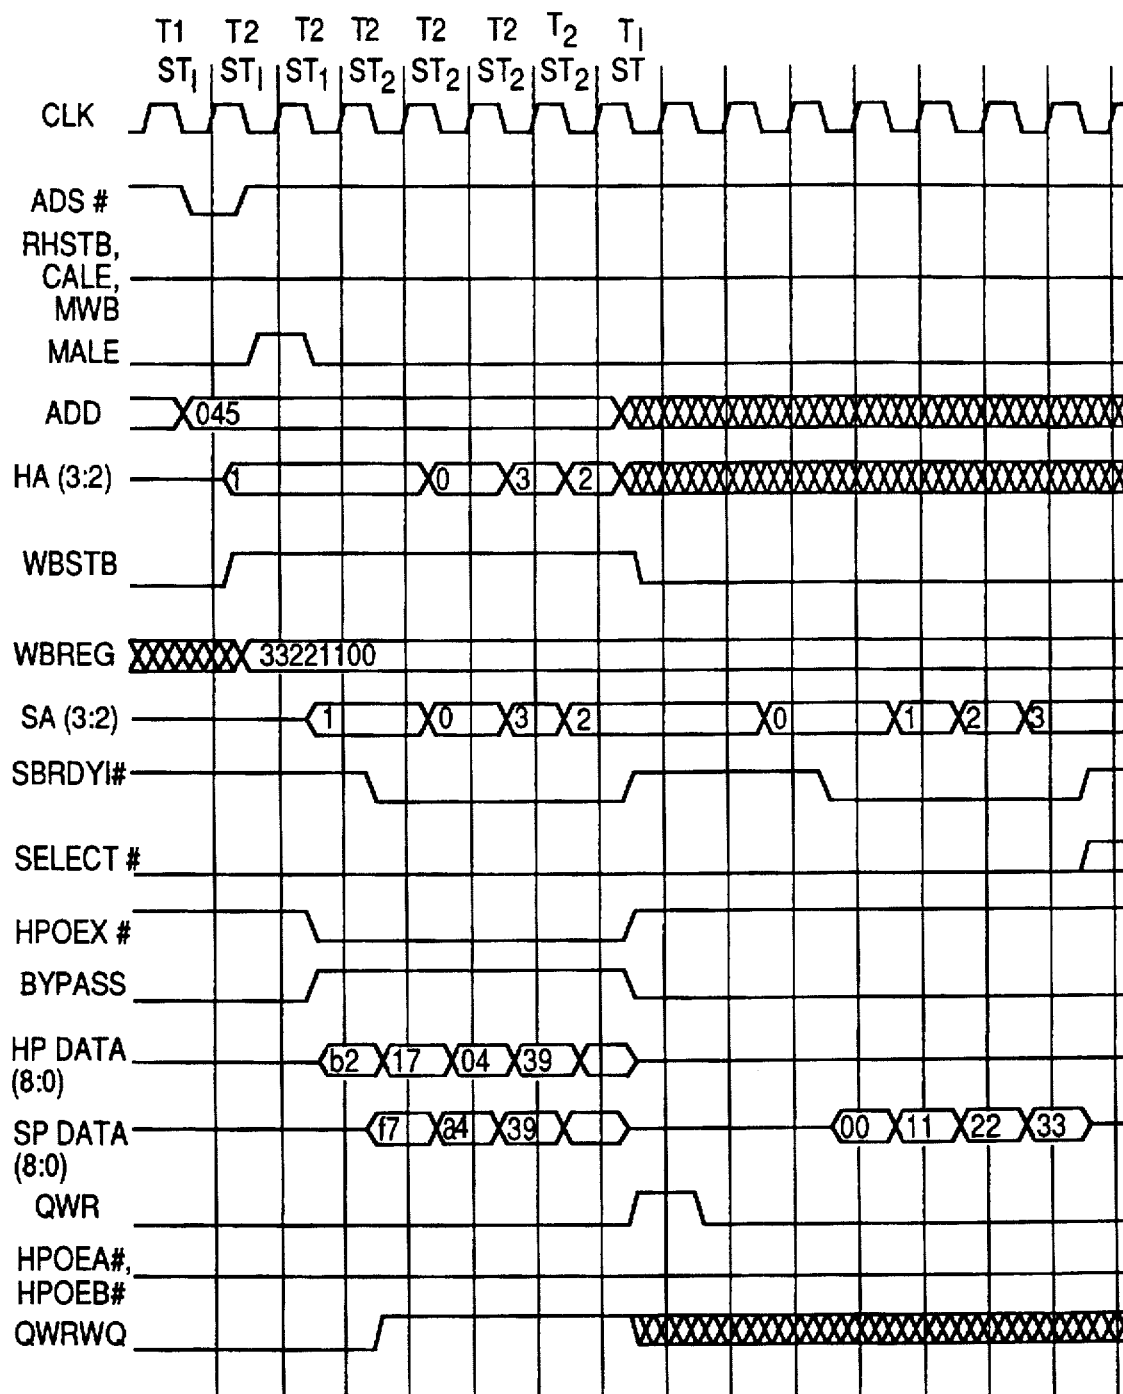 T1 T2 T2 T2 T2 T2 T2 TI
STI STI ST1 ST2 ST2 ST2 ST2 ST
CLK
ADS #
RHSTB,
CALE,
MWB
MALE
ADD 045
HA (3:2) 1 0 3 2
WBSTB
WBREG 33221100
SA (3:2) 1 0 3 2 0 1 2 3
SBRDYI#
SELECT #
HPOEX #
BYPASS
HP DATA b2 17 04 39
(8:0)
SP DATA f7 a4 39 00 11 22 33
(8:0)
QWR
HPOEA#,
HPOEB#
QWRWQ